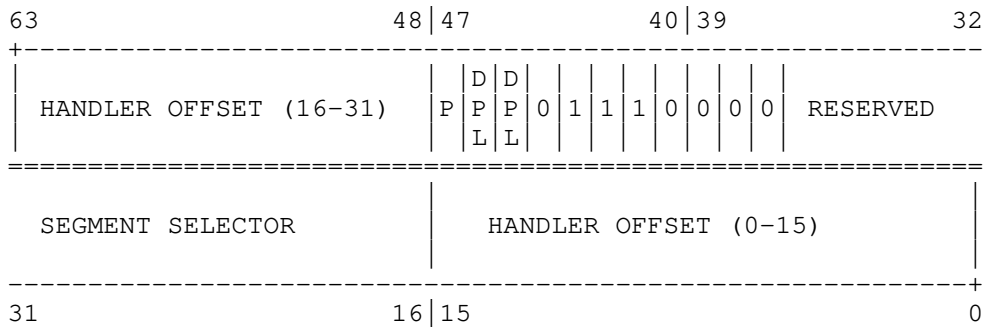 63 48|47 40|39 32
+------------------------------------------------------------
| | |D|D| | | | | | | | |
| HANDLER OFFSET (16-31) |P|P|P|0|1|1|1|0|0|0|0| RESERVED
| | |L|L| | | | | | | | |
=============================================================
| |
SEGMENT SELECTOR | HANDLER OFFSET (0-15) |
| |
------------------------------------------------------------+
31 16|15 0